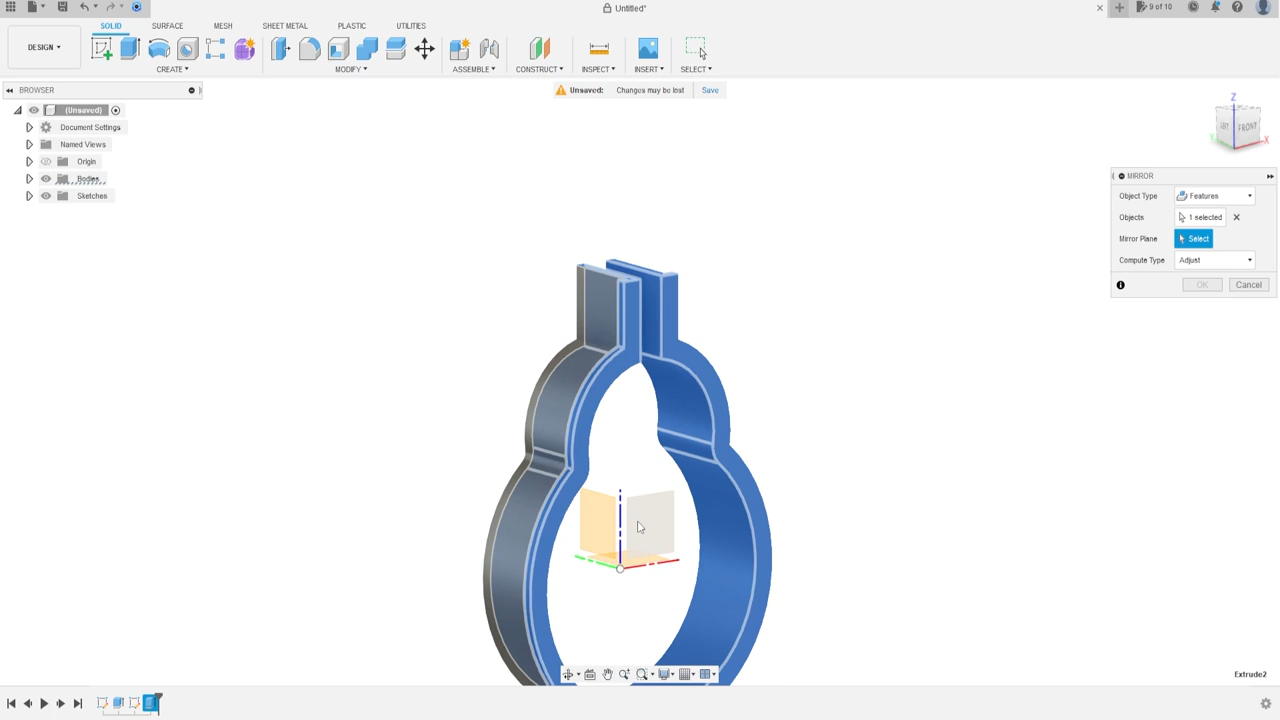 Untitled*
9 of 10
DESIGN
SOLID
SURFACE
MESH
SHEET METAL
PLASTIC
UTILITIES
CREATE
MODIFY
ASSEMBLE
CONSTRUCT
INSPECT
INSERT
SELECT
BROWSER
Unsaved:
Changes may be lost
Save
(Unsaved)
Document Settings
Named Views
Origin
Bodies
Sketches
Z
FRONT
X
MIRROR
Object Type
Features
Objects
1 selected
Mirror Plane
Select
Compute Type
Adjust
OK
Cancel
Extrude2